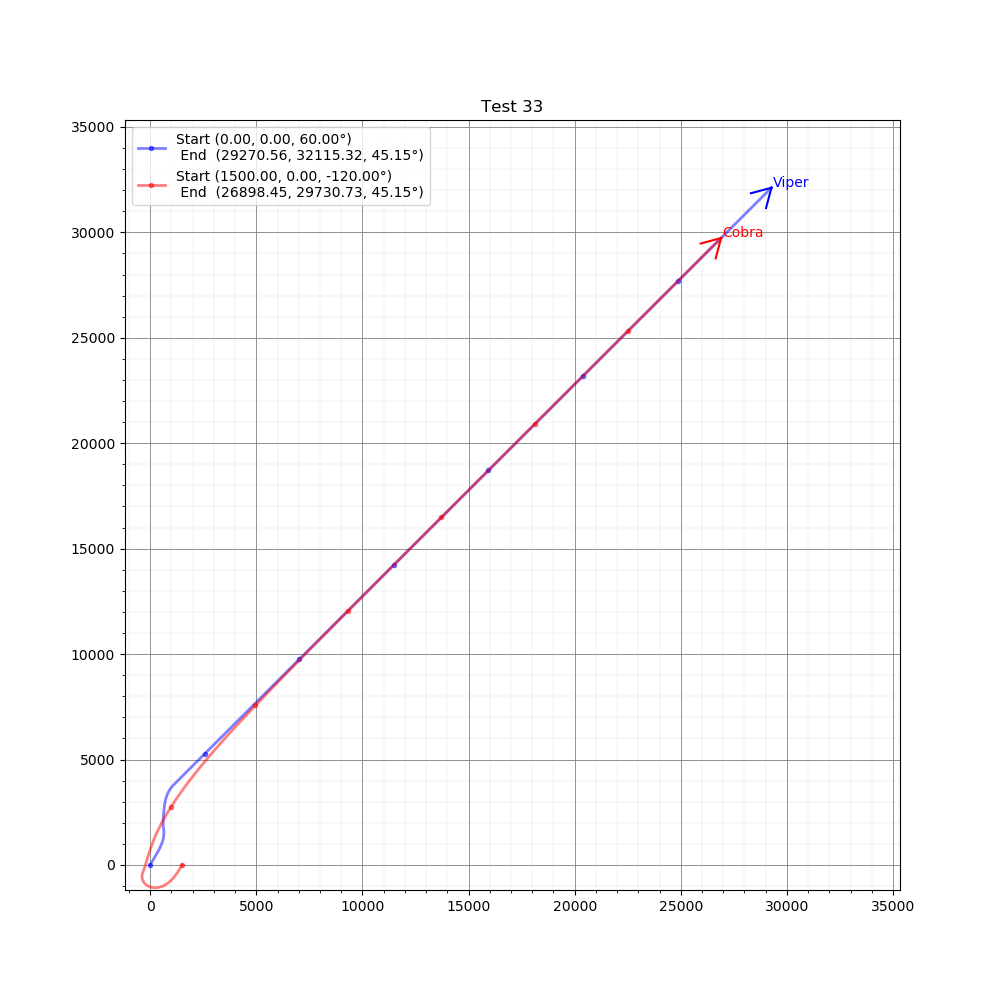 Test 33
Start (0.00, 0.00, 60.00°)
End (29270.56, 32115.32, 45.15°)
Start (1500.00, 0.00, -120.00°)
End (26898.45, 29730.73, 45.15°)
35000
30000
25000
20000
15000
10000
5000
0
Viper
Cobra
0 5000 10000 15000 20000 25000 30000 35000